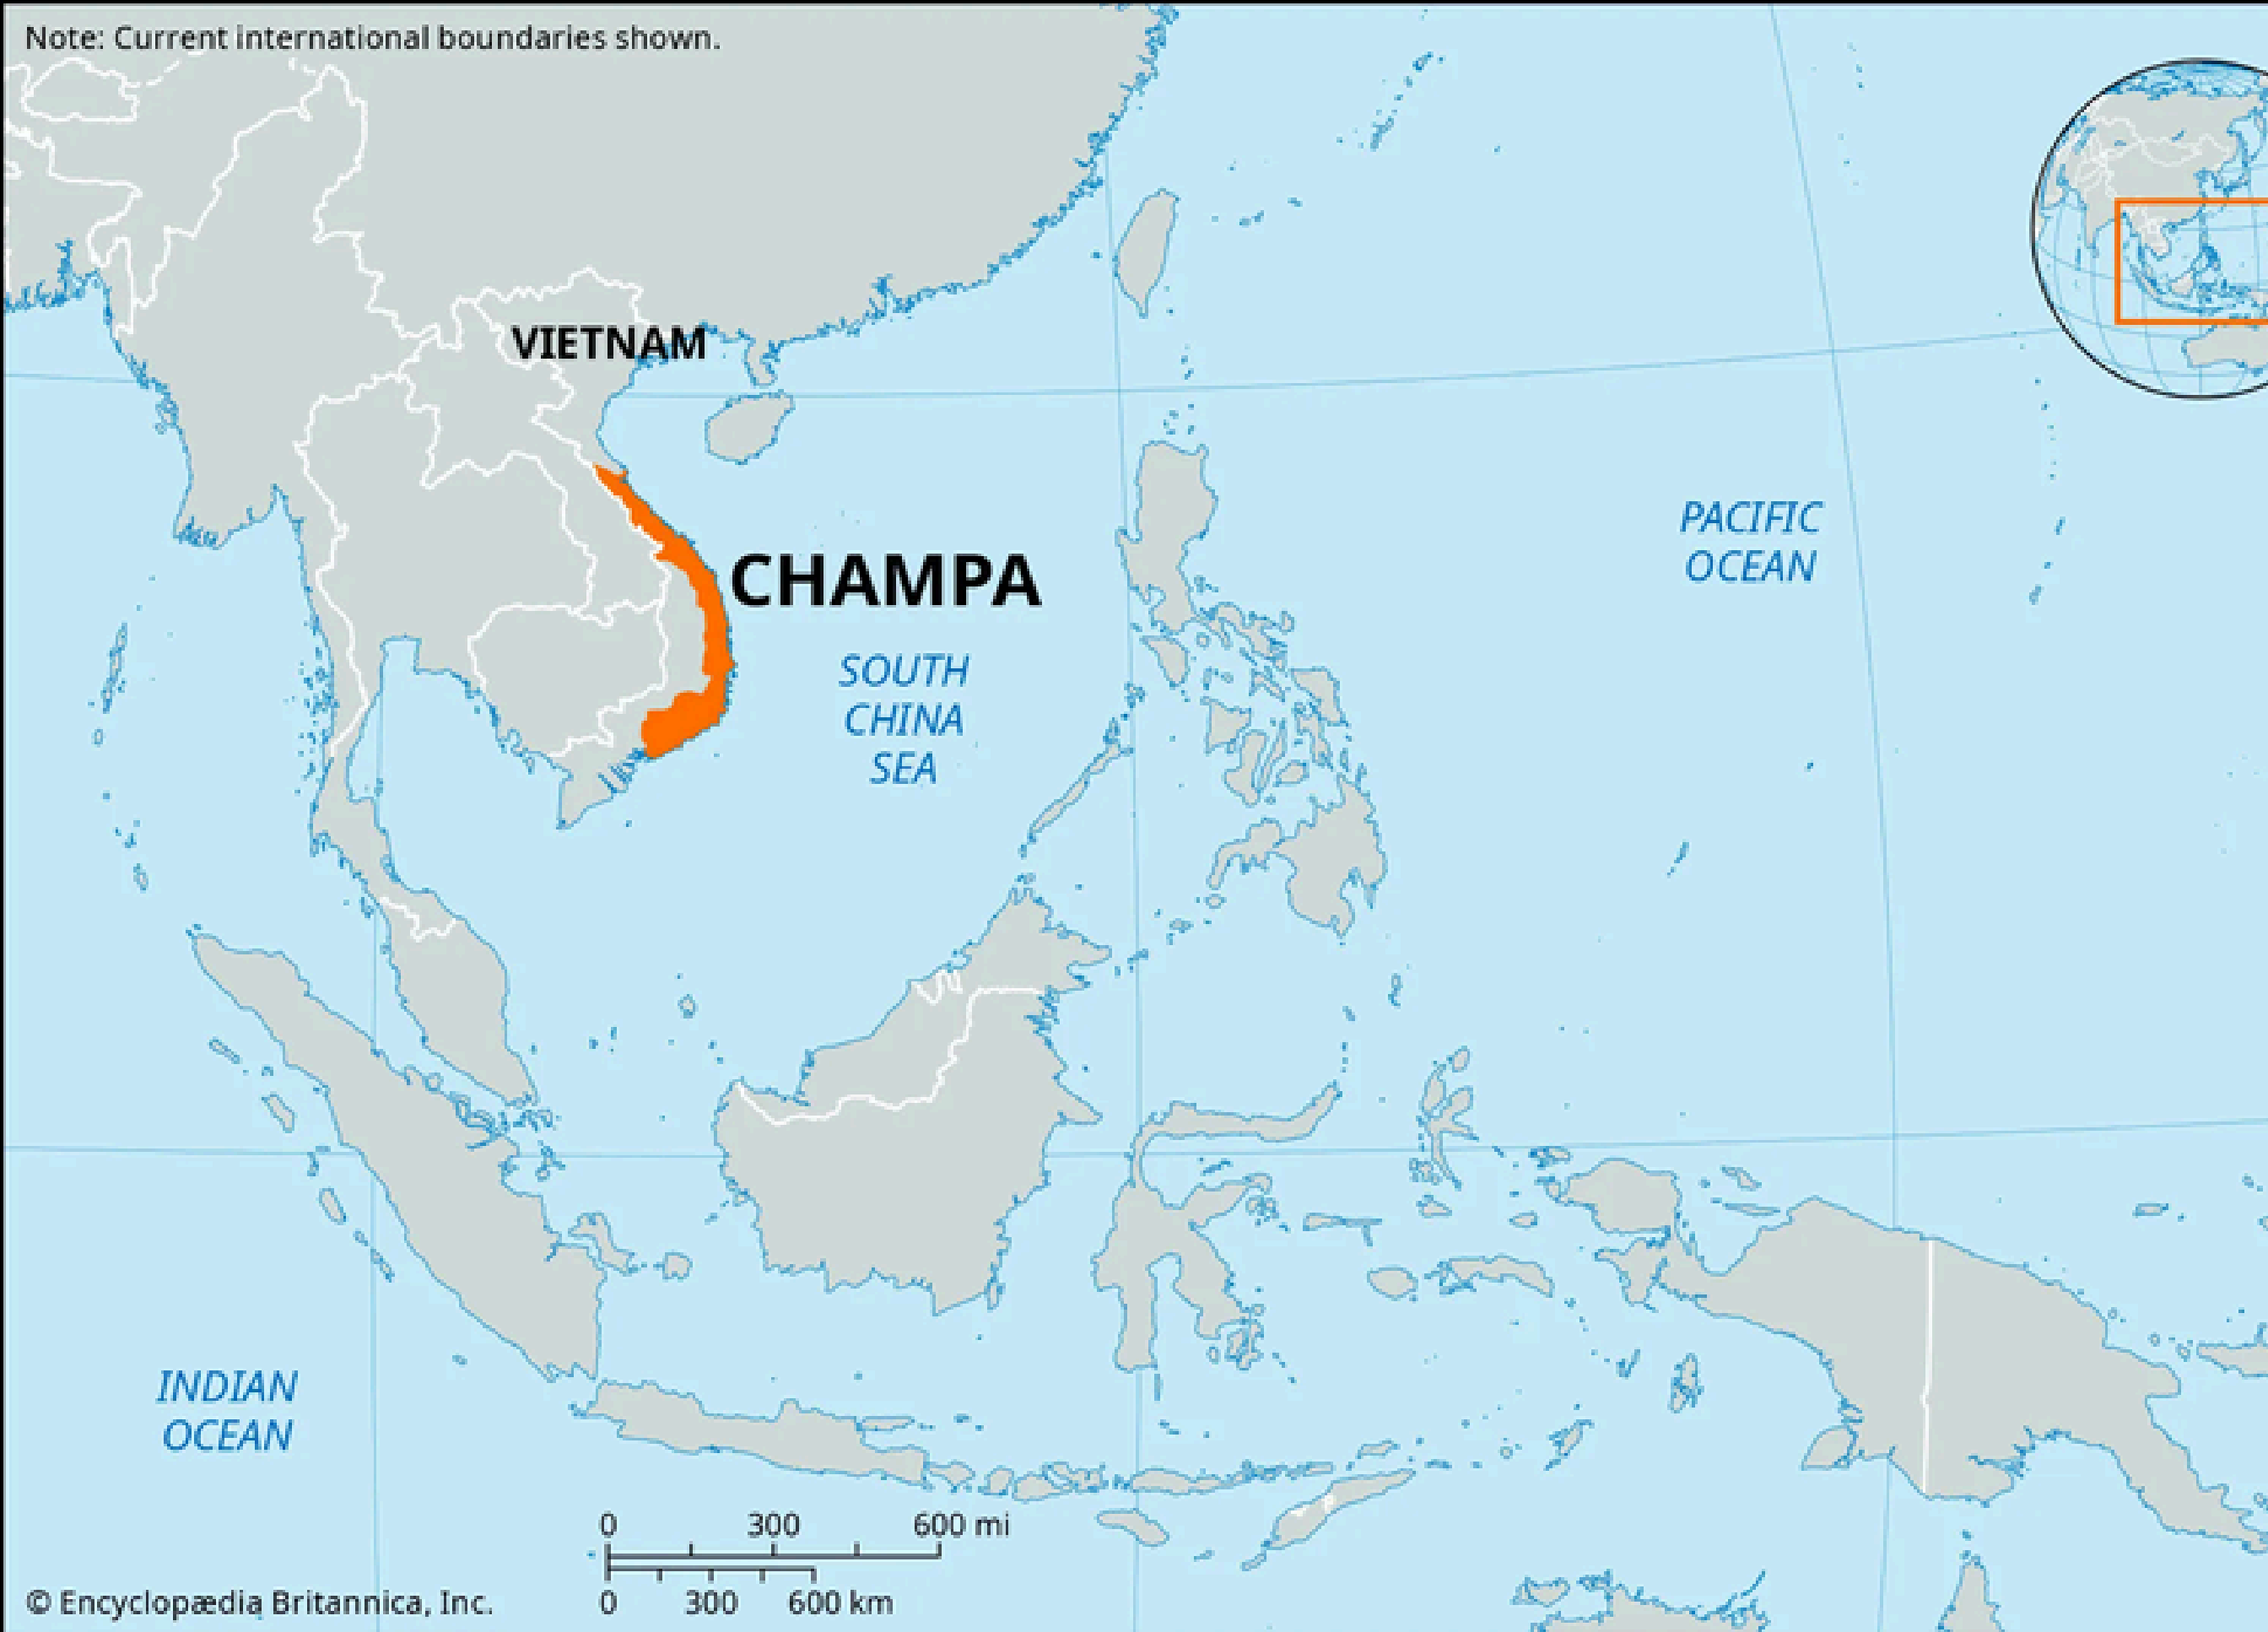 Note: Current international boundaries shown.
VIETNAM
CHAMPA
PACIFIC
OCEAN
SOUTH
CHINA
SEA
INDIAN
OCEAN
0 300 600 mi
0 300 600 km
© Encyclopædia Britannica, Inc.